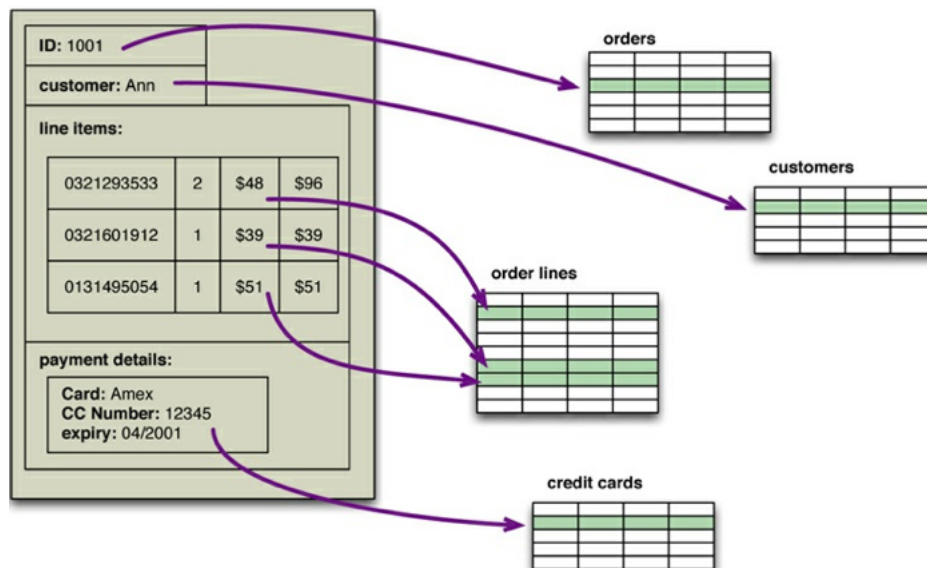 ID: 1001
customer: Ann
line items:
0321293533 2 $48 $96
0321601912 1 $39 $39
0131495054 1 $51 $51
payment details:
Card: Amex
CC Number: 12345
expiry: 04/2001
orders
customers
order lines
credit cards